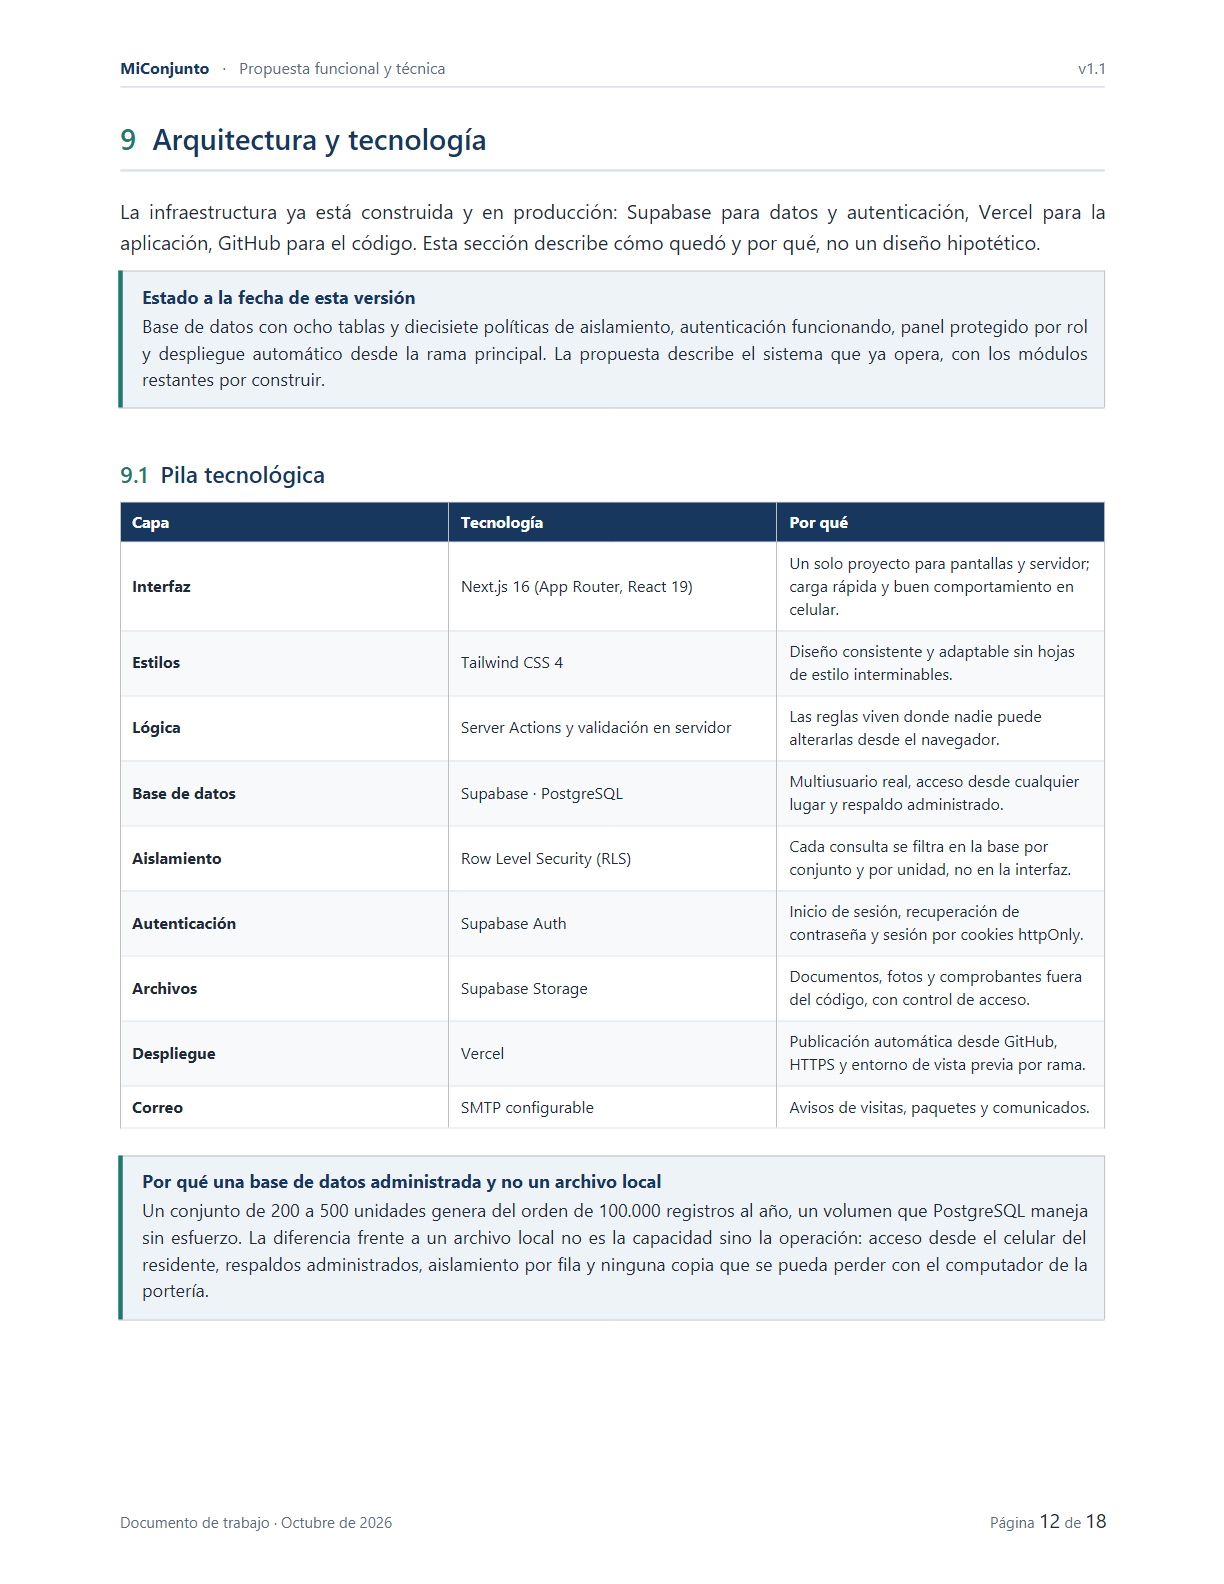 MiConjunto · Propuesta funcional y técnica v1.1
9 Arquitectura y tecnología
La infraestructura ya está construida y en producción: Supabase para datos y autenticación, Vercel para la
aplicación, GitHub para el código. Esta sección describe cómo quedó y por qué, no un diseño hipotético.
Estado a la fecha de esta versión
Base de datos con ocho tablas y diecisiete políticas de aislamiento, autenticación funcionando, panel protegido por rol
y despliegue automático desde la rama principal. La propuesta describe el sistema que ya opera, con los módulos
restantes por construir.
9.1 Pila tecnológica
Capa Tecnología Por qué
Interfaz Next.js 16 (App Router, React 19) Un solo proyecto para pantallas y servidor;
carga rápida y buen comportamiento en
celular.
Estilos Tailwind CSS 4 Diseño consistente y adaptable sin hojas
de estilo interminables.
Lógica Server Actions y validación en servidor Las reglas viven donde nadie puede
alterarlas desde el navegador.
Base de datos Supabase · PostgreSQL Multiusuario real, acceso desde cualquier
lugar y respaldo administrado.
Aislamiento Row Level Security (RLS) Cada consulta se filtra en la base por
conjunto y por unidad, no en la interfaz.
Autenticación Supabase Auth Inicio de sesión, recuperación de
contraseña y sesión por cookies httpOnly.
Archivos Supabase Storage Documentos, fotos y comprobantes fuera
del código, con control de acceso.
Despliegue Vercel Publicación automática desde GitHub,
HTTPS y entorno de vista previa por rama.
Correo SMTP configurable Avisos de visitas, paquetes y comunicados.
Por qué una base de datos administrada y no un archivo local
Un conjunto de 200 a 500 unidades genera del orden de 100.000 registros al año, un volumen que PostgreSQL maneja
sin esfuerzo. La diferencia frente a un archivo local no es la capacidad sino la operación: acceso desde el celular del
residente, respaldos administrados, aislamiento por fila y ninguna copia que se pueda perder con el computador de la
portería.
Documento de trabajo · Octubre de 2026 Página 12 de 18